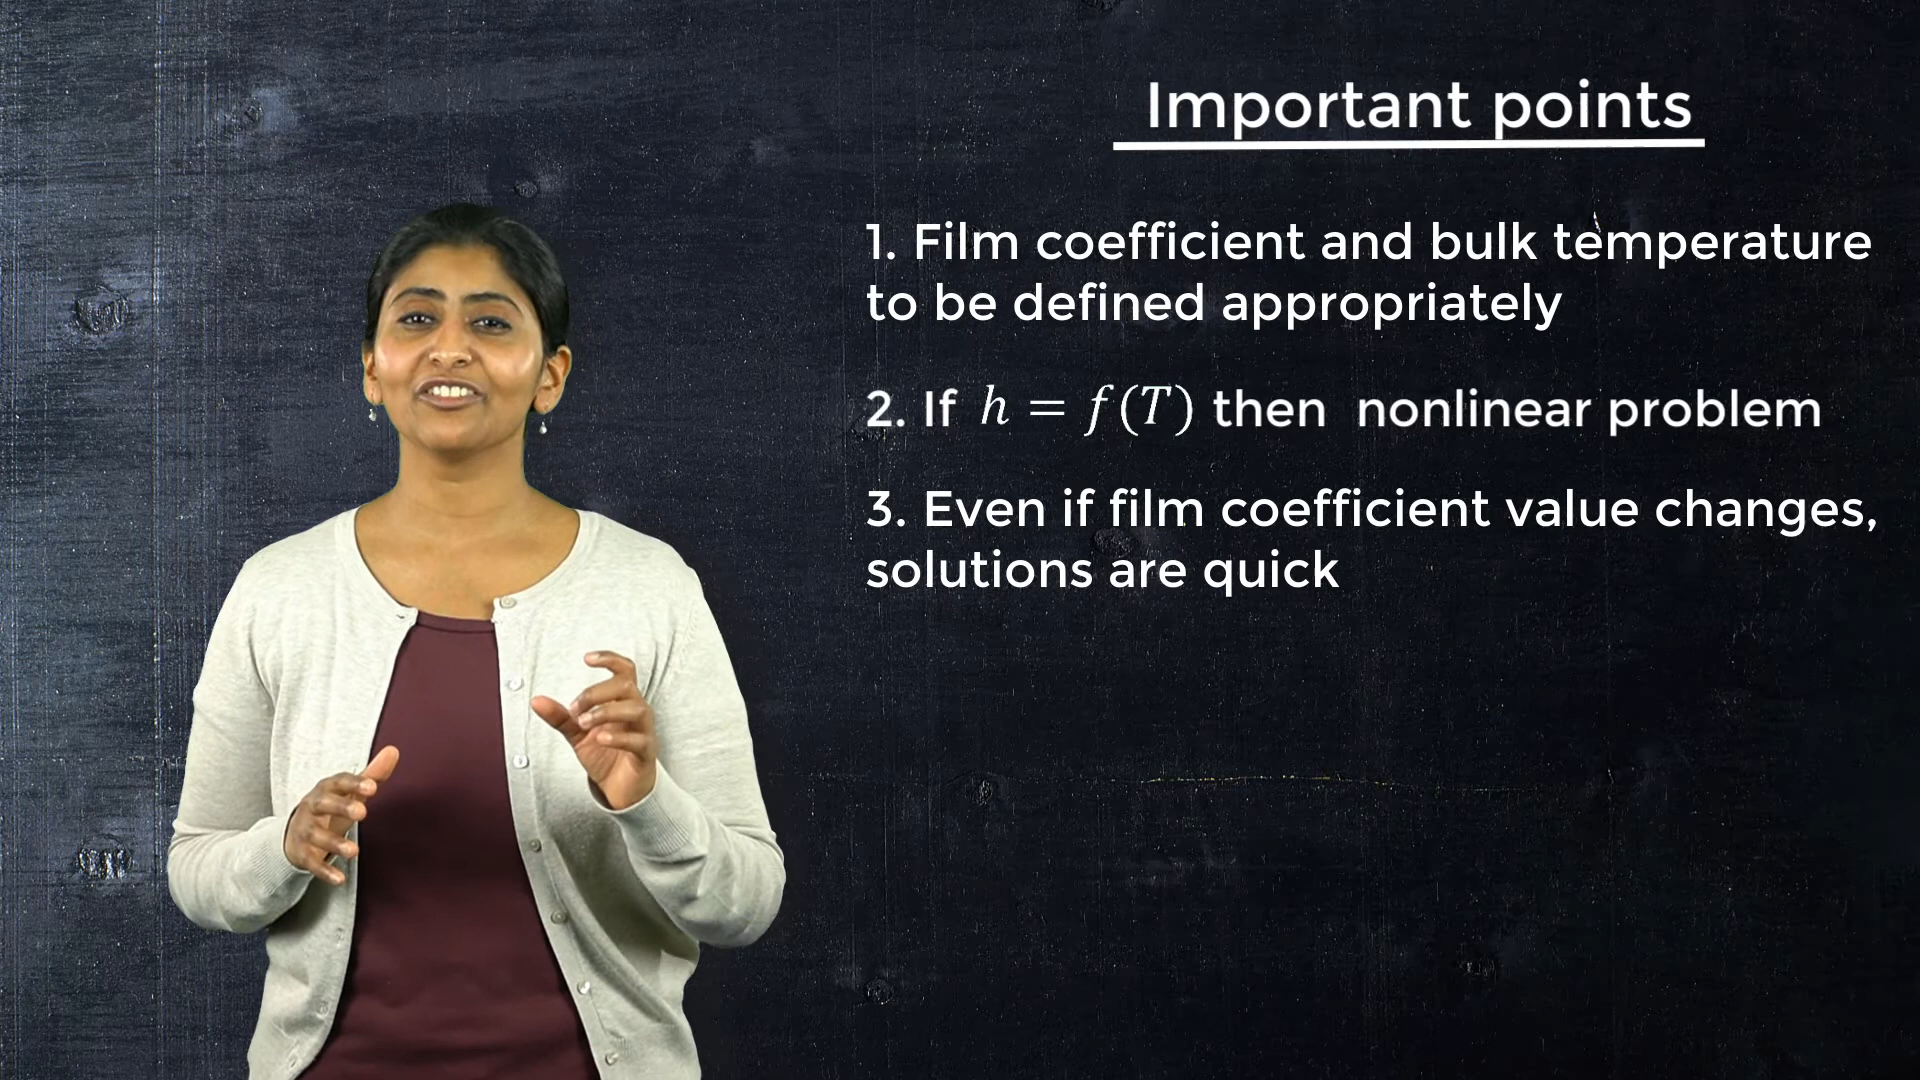 Important points
1. Film coefficient and bulk temperature
to be defined appropriately
2. If h = f(T) then nonlinear problem
3. Even if film coefficient value changes,
solutions are quick